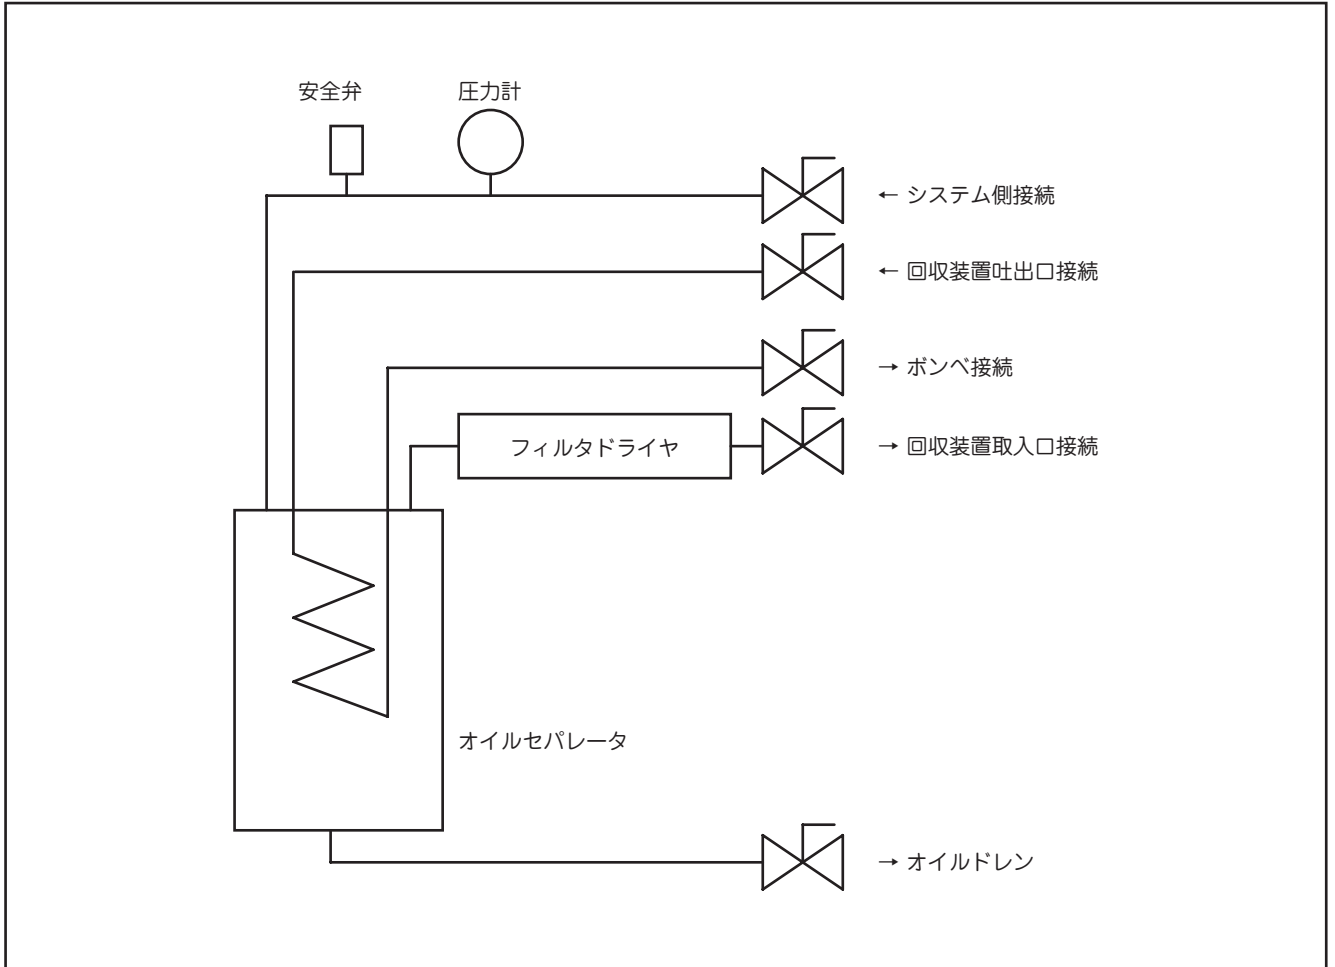 安全弁
圧力計
← システム側接続
← 回収装置吐出口接続
→ ボンベ接続
フィルタドライヤ
→ 回収装置取入口接続
オイルセパレータ
→ オイルドレン